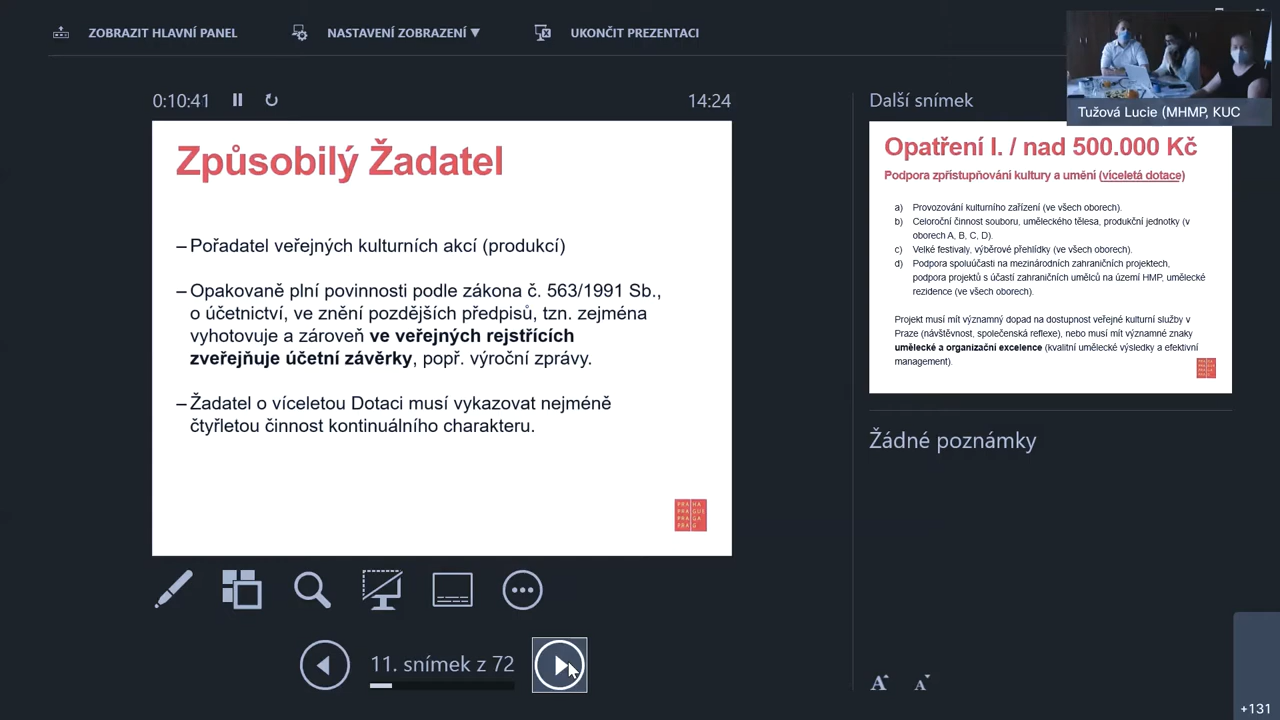 ZOBRAZIT HLAVNÍ PANEL
NASTAVENÍ ZOBRAZENÍ ▼
UKONČIT PREZENTACI
Tužová Lucie (MHMP, KUC
0:10:41
14:24
Způsobilý Žadatel
– Pořadatel veřejných kulturních akcí (produkcí)
– Opakovaně plní povinnosti podle zákona č. 563/1991 Sb.,
o účetnictví, ve znění pozdějších předpisů, tzn. zejména
vyhotovuje a zároveň ve veřejných rejstřících
zveřejňuje účetní závěrky, popř. výroční zprávy.
– Žadatel o víceletou Dotaci musí vykazovat nejméně
čtyřletou činnost kontinuálního charakteru.
PRA HA
PRA GUE
PRA GA
PRA G
11. snímek z 72
Další snímek
Opatření I. / nad 500.000 Kč
Podpora zpřístupňování kultury a umění (víceletá dotace)
a) Provozování kulturního zařízení (ve všech oborech).
b) Celoroční činnost souboru, uměleckého tělesa, produkční jednotky (v
oborech A, B, C, D).
c) Velké festivaly, výběrové přehlídky (ve všech oborech).
d) Podpora spoluúčasti na mezinárodních zahraničních projektech,
podpora projektů s účastí zahraničních umělců na území HMP, umělecké
rezidence (ve všech oborech).
Projekt musí mít významný dopad na dostupnost veřejné kulturní služby v
Praze (návštěvnost, společenská reflexe), nebo musí mít významné znaky
umělecké a organizační excelence (kvalitní umělecké výsledky a efektivní
management).
Žádné poznámky
A A
+131